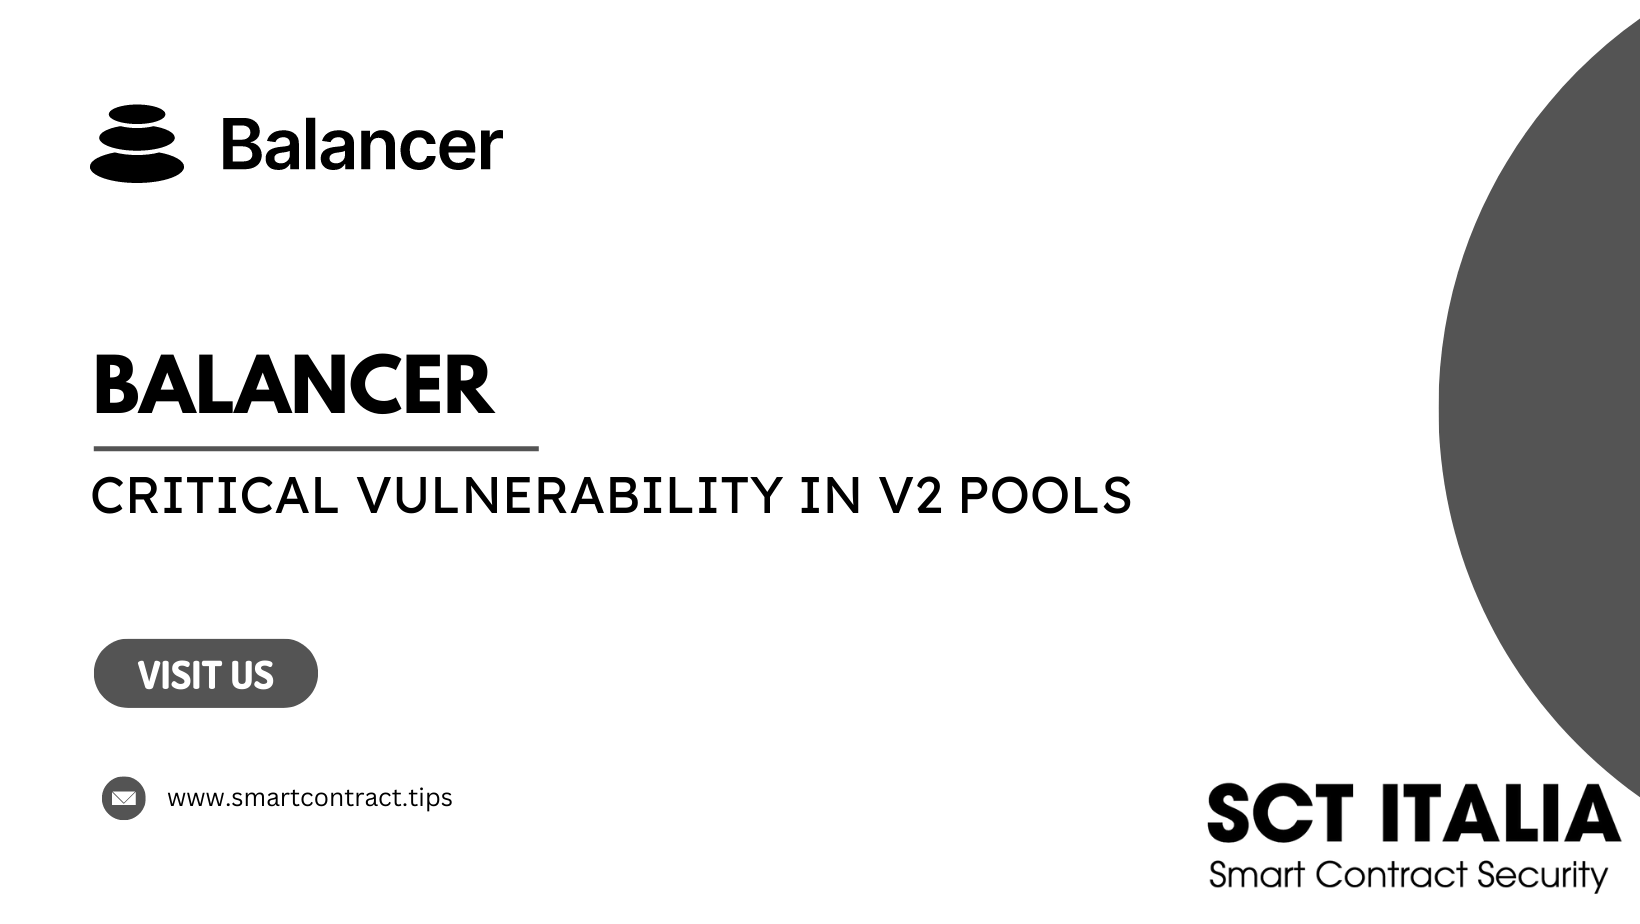 Balancer
BALANCER
CRITICAL VULNERABILITY IN V2 POOLS
VISIT US
www.smartcontract.tips
SCT ITALIA
Smart Contract Security